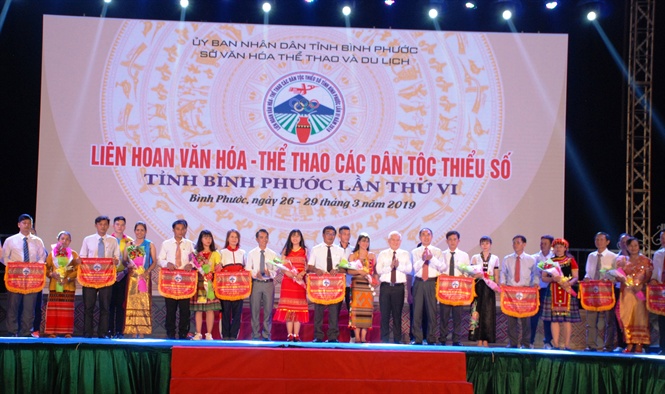 ỦY BAN NHÂN DÂN TỈNH BÌNH PHƯỚC
SỞ VĂN HÓA THỂ THAO VÀ DU LỊCH
LIÊN HOAN VĂN HÓA - THỂ THAO CÁC DÂN TỘC THIỂU SỐ
TỈNH BÌNH PHƯỚC LẦN THỨ VI
Bình Phước, ngày 26 - 29 tháng 3 năm 2019